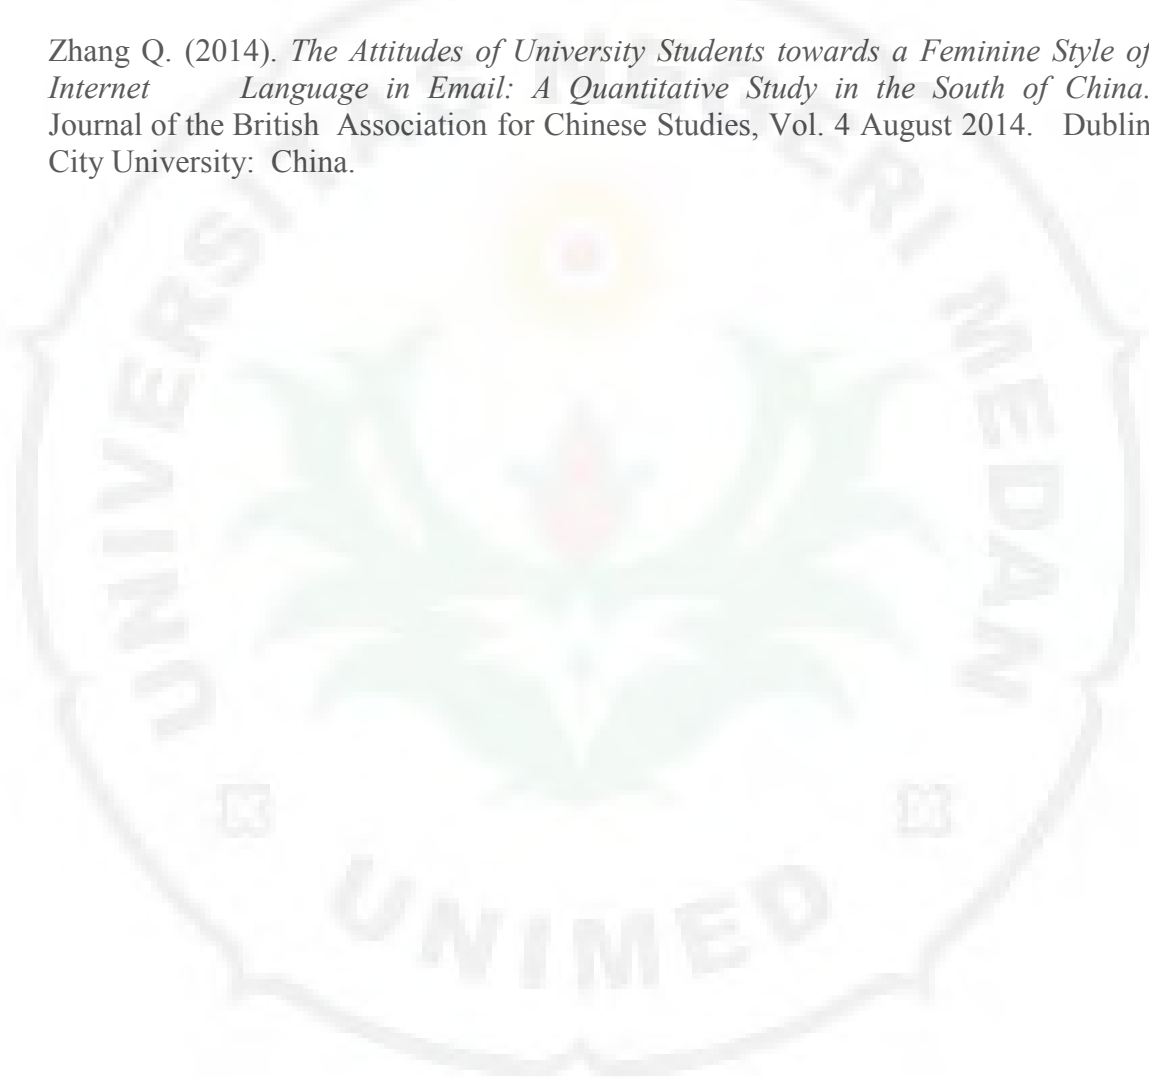 Zhang Q. (2014). The Attitudes of University Students towards a Feminine Style of
Internet Language in Email: A Quantitative Study in the South of China.
Journal of the British Association for Chinese Studies, Vol. 4 August 2014. Dublin
City University: China.
UNIVERSITAS NEGERI MEDAN
UNIMED